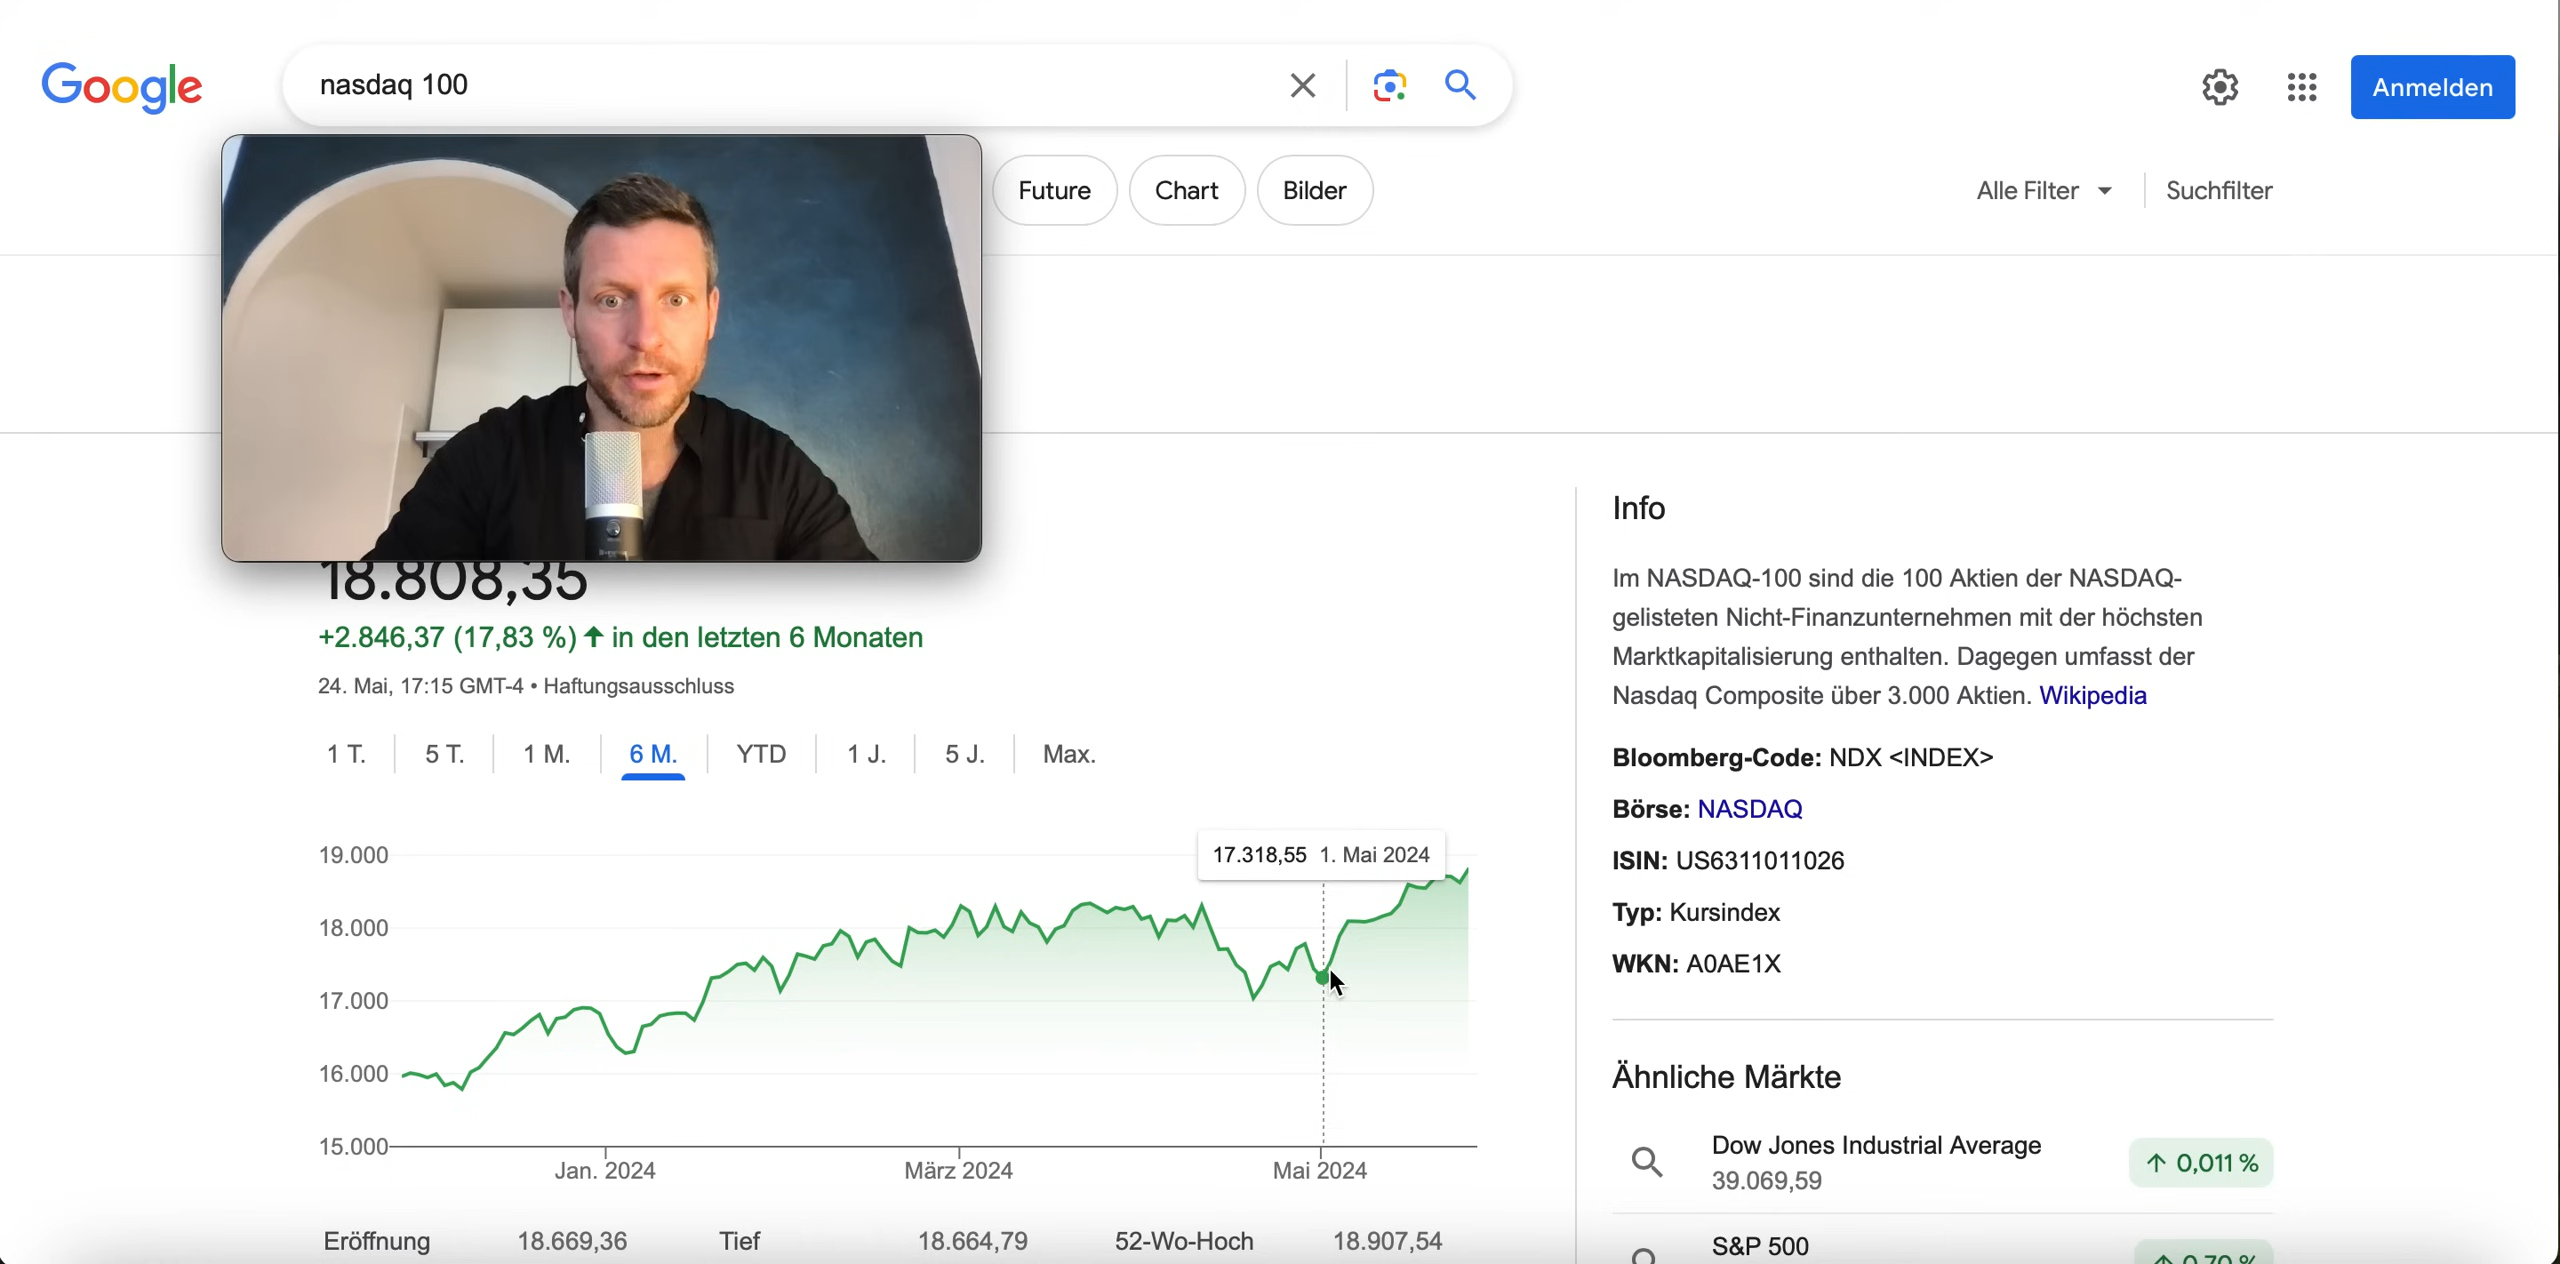 Google
nasdaq 100
Anmelden
Future
Chart
Bilder
Alle Filter
Suchfilter
18.808,35
+2.846,37 (17,83 %) ↑ in den letzten 6 Monaten
24. Mai, 17:15 GMT-4 • Haftungsausschluss
1 T.
5 T.
1 M.
6 M.
YTD
1 J.
5 J.
Max.
17.318,55 1. Mai 2024
19.000
18.000
17.000
16.000
15.000
Jan. 2024
März 2024
Mai 2024
Eröffnung 18.669,36
Tief 18.664,79
52-Wo-Hoch 18.907,54
Info
Im NASDAQ-100 sind die 100 Aktien der NASDAQ-
gelisteten Nicht-Finanzunternehmen mit der höchsten
Marktkapitalisierung enthalten. Dagegen umfasst der
Nasdaq Composite über 3.000 Aktien. Wikipedia
Bloomberg-Code: NDX <INDEX>
Börse: NASDAQ
ISIN: US6311011026
Typ: Kursindex
WKN: A0AE1X
Ähnliche Märkte
Dow Jones Industrial Average
39.069,59
↑ 0,011 %
S&P 500
↑ 0,70 %